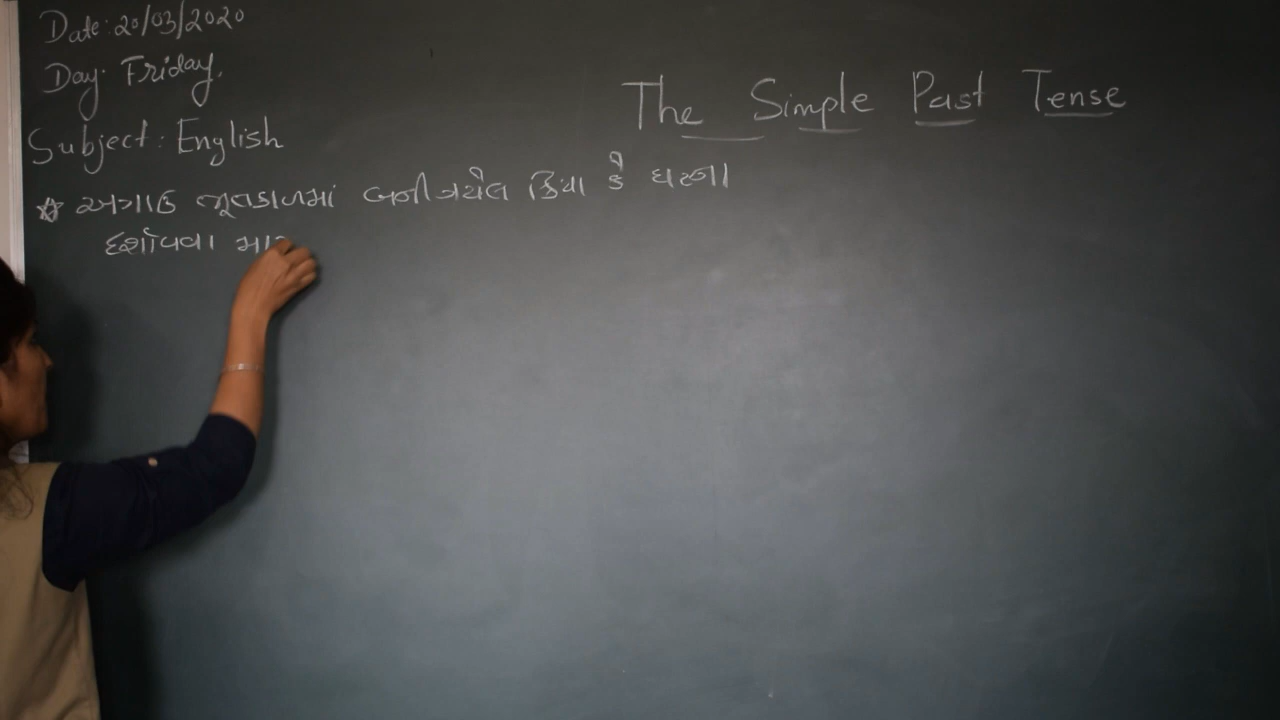 Date: 20/03/2020
Day: Friday.
Subject: English
The Simple Past Tense
☆ અગાઉ ભૂતકાળમાં બનીગયેલ ક્રિયા કે ઘટના
દર્શાવવા મા